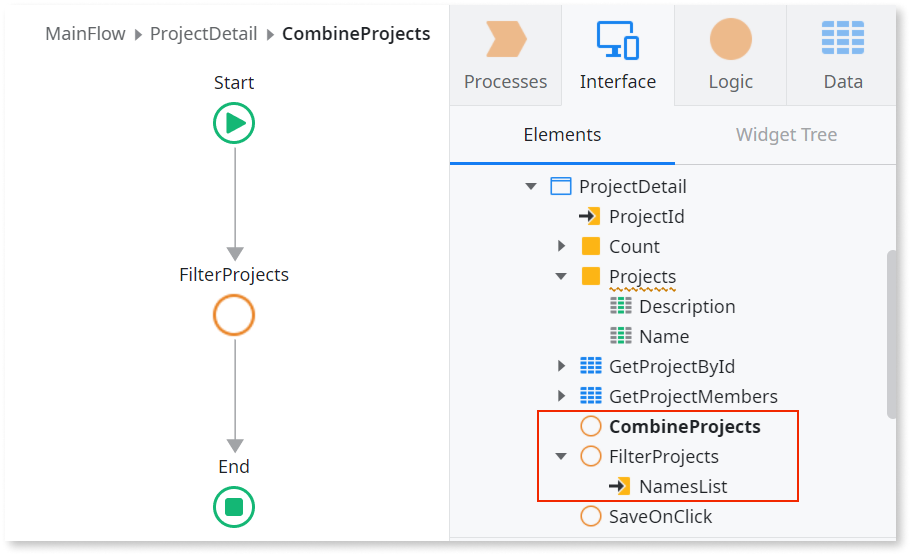 MainFlow ProjectDetail CombineProjects
Start
FilterProjects
End
Processes
Interface
Logic
Data
Elements
Widget Tree
ProjectDetail
ProjectId
Count
Projects
Description
Name
GetProjectById
GetProjectMembers
CombineProjects
FilterProjects
NamesList
SaveOnClick